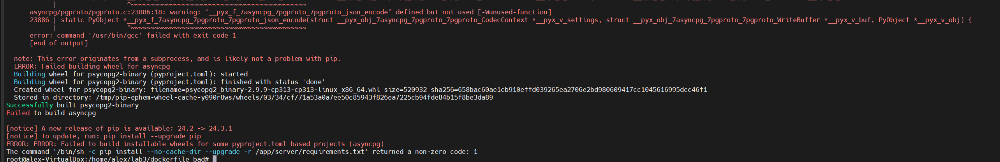 |                  ^~~~~~~~~~~~~~~~~~~~~~~~~~~~~~~~~~~~~~~~~~~~~~
asyncpg/pgproto/pgproto.c:23886:18: warning: ‘__pyx_f_7asyncpg_7pgproto_7pgproto_json_encode’ defined but not used [-Wunused-function]
23886 | static PyObject *__pyx_f_7asyncpg_7pgproto_7pgproto_json_encode(struct __pyx_obj_7asyncpg_7pgproto_7pgproto_CodecContext *__pyx_v_settings, struct __pyx_obj_7asyncpg_7pgproto_7pgproto_WriteBuffer *__pyx_v_buf, PyObject *__pyx_v_obj) {
|                  ^~~~~~~~~~~~~~~~~~~~~~~~~~~~~~~~~~~~~~~~~~~~~~
error: command '/usr/bin/gcc' failed with exit code 1
[end of output]
note: This error originates from a subprocess, and is likely not a problem with pip.
ERROR: Failed building wheel for asyncpg
Building wheel for psycopg2-binary (pyproject.toml): started
Building wheel for psycopg2-binary (pyproject.toml): finished with status 'done'
Created wheel for psycopg2-binary: filename=psycopg2_binary-2.9.9-cp313-cp313-linux_x86_64.whl size=520932 sha256=658bac60ae1cb910effd039265ea2706e2bd980609417cc1045616995dcc46f1
Stored in directory: /tmp/pip-ephem-wheel-cache-y090r8ws/wheels/03/34/cf/71a53a0a7ee50c85943f826ea7225cb94fde84b15f8be3da89
Successfully built psycopg2-binary
Failed to build asyncpg
[notice] A new release of pip is available: 24.2 -> 24.3.1
[notice] To update, run: pip install --upgrade pip
ERROR: ERROR: Failed to build installable wheels for some pyproject.toml based projects (asyncpg)
The command '/bin/sh -c pip install --no-cache-dir --upgrade -r /app/server/requirements.txt' returned a non-zero code: 1
root@alex-VirtualBox:/home/alex/lab3/dockerfile_bad#